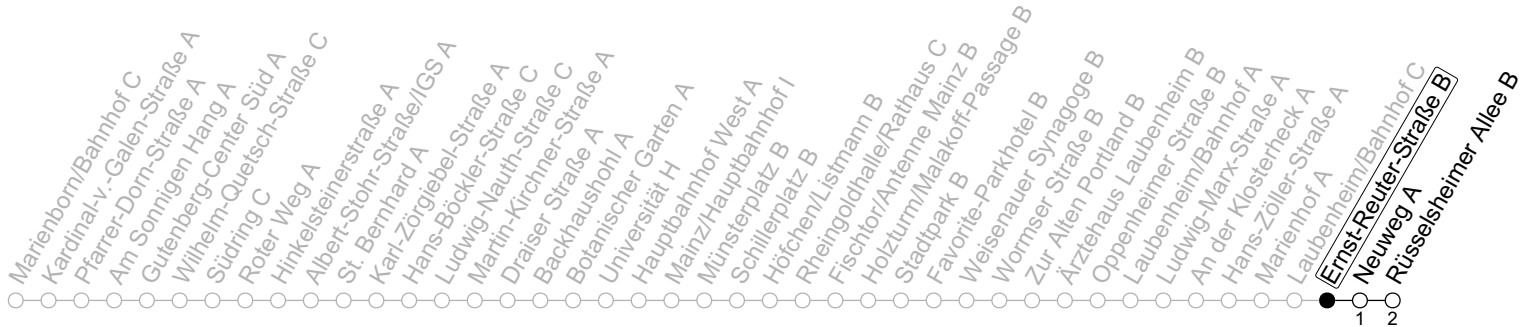 Marienborn/Bahnhof C
Kardinal-v.-Galen-Straße A
Pfarrer-Dorn-Straße A
Am Sonnigen Hang A
Gutenberg-Center Süd A
Wilhelm-Quetsch-Straße C
Südring C
Roter Weg A
Hinkelsteinerstraße A
Albert-Stohr-Straße/IGS A
St. Bernhard A
Karl-Zörgiebel-Straße A
Hans-Böckler-Straße C
Ludwig-Nauth-Straße C
Martin-Kirchner-Straße A
Draiser Straße A
Backhaushohl A
Botanischer Garten A
Universität H
Hauptbahnhof West A
Mainz/Hauptbahnhof I
Münsterplatz B
Schillerplatz B
Höfchen/Listmann B
Rheingoldhalle/Rathaus C
Fischtor/Antenne Mainz B
Holzturm/Malakoff-Passage B
Stadtpark B
Favorite-Parkhotel B
Weisenauer Synagoge B
Wormser Straße B
Zur Alten Portland B
Ärztehaus Laubenheim B
Oppenheimer Straße B
Laubenheim/Bahnhof A
Ludwig-Marx-Straße A
An der Klosterheck A
Hans-Zöller-Straße A
Marienhof A
Laubenheim/Bahnhof C
Ernst-Reuter-Straße B
Neuweg A
Rüsselsheimer Allee B
1 2